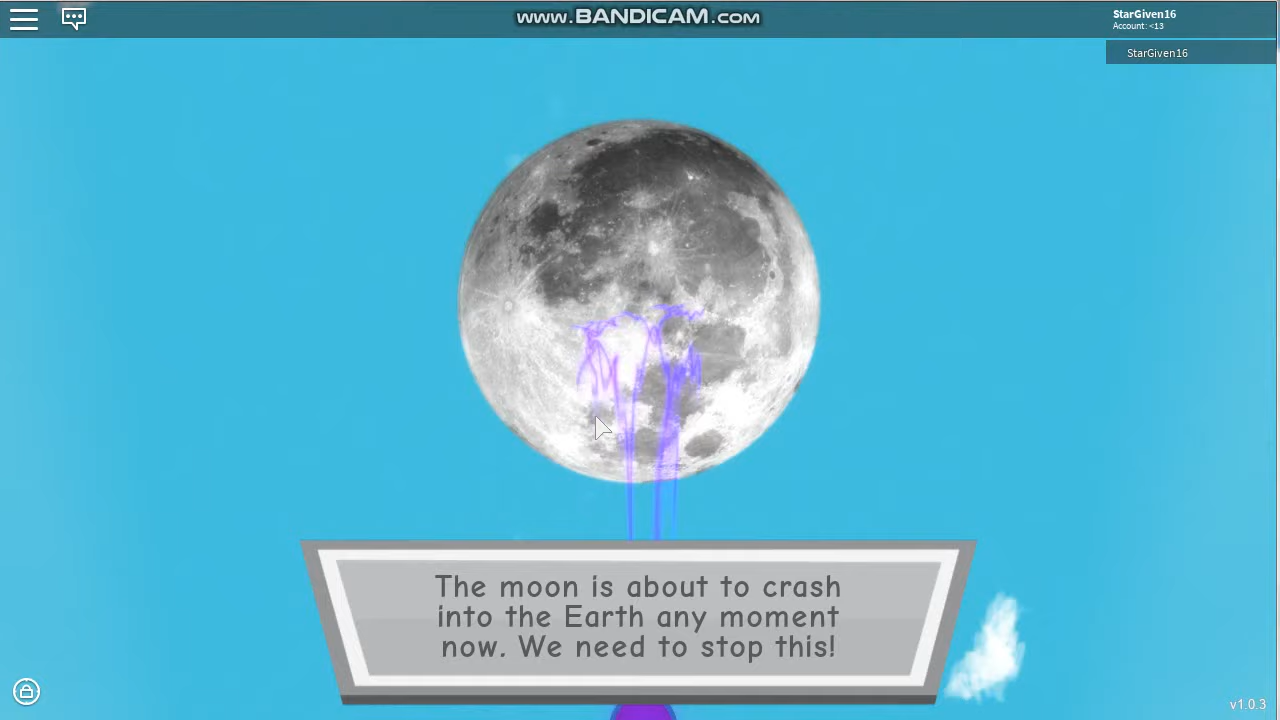 www.BANDICAM.com
StarGiven16
Account: <13
StarGiven16
The moon is about to crash
into the Earth any moment
now. We need to stop this!
v1.0.3